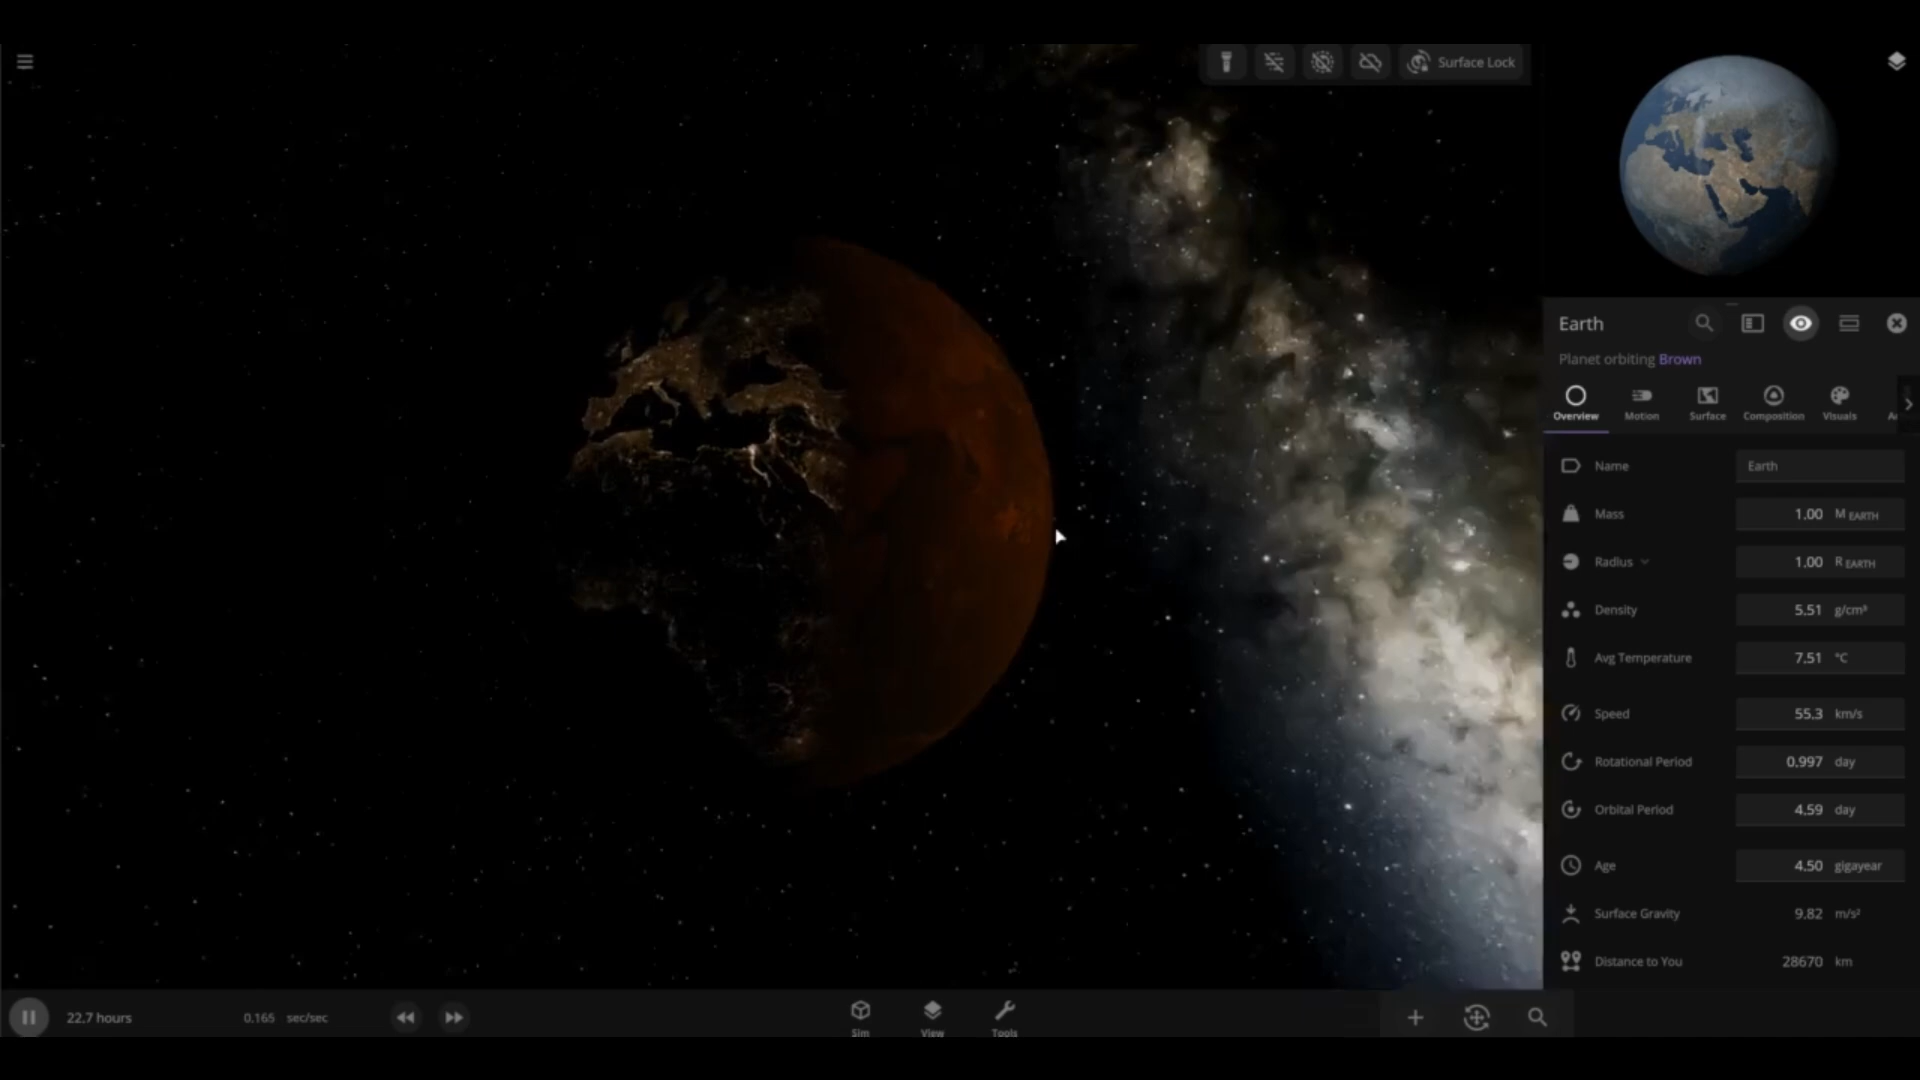 Surface Lock
Earth
Planet orbiting Brown
Overview Motion Surface Composition Visuals
Name Earth
Mass 1.00 M EARTH
Radius 1.00 R EARTH
Density 5.51 g/cm³
Avg Temperature 7.51 °C
Speed 55.3 km/s
Rotational Period 0.997 day
Orbital Period 4.59 day
Age 4.50 gigayear
Surface Gravity 9.82 m/s²
Distance to You 28670 km
22.7 hours 0.165 sec/sec
Sim View Tools